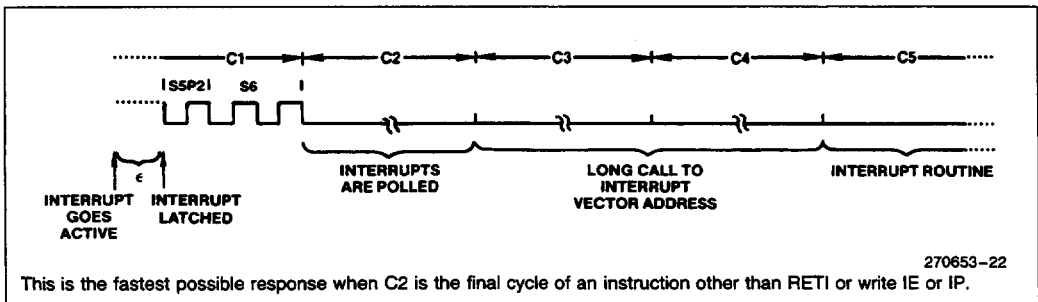 C1 C2 C3 C4 C5
S5P2 S6
ε
INTERRUPT GOES ACTIVE
INTERRUPT LATCHED
INTERRUPTS ARE POLLED
LONG CALL TO INTERRUPT VECTOR ADDRESS
INTERRUPT ROUTINE
270653–22
This is the fastest possible response when C2 is the final cycle of an instruction other than RETI or write IE or IP.